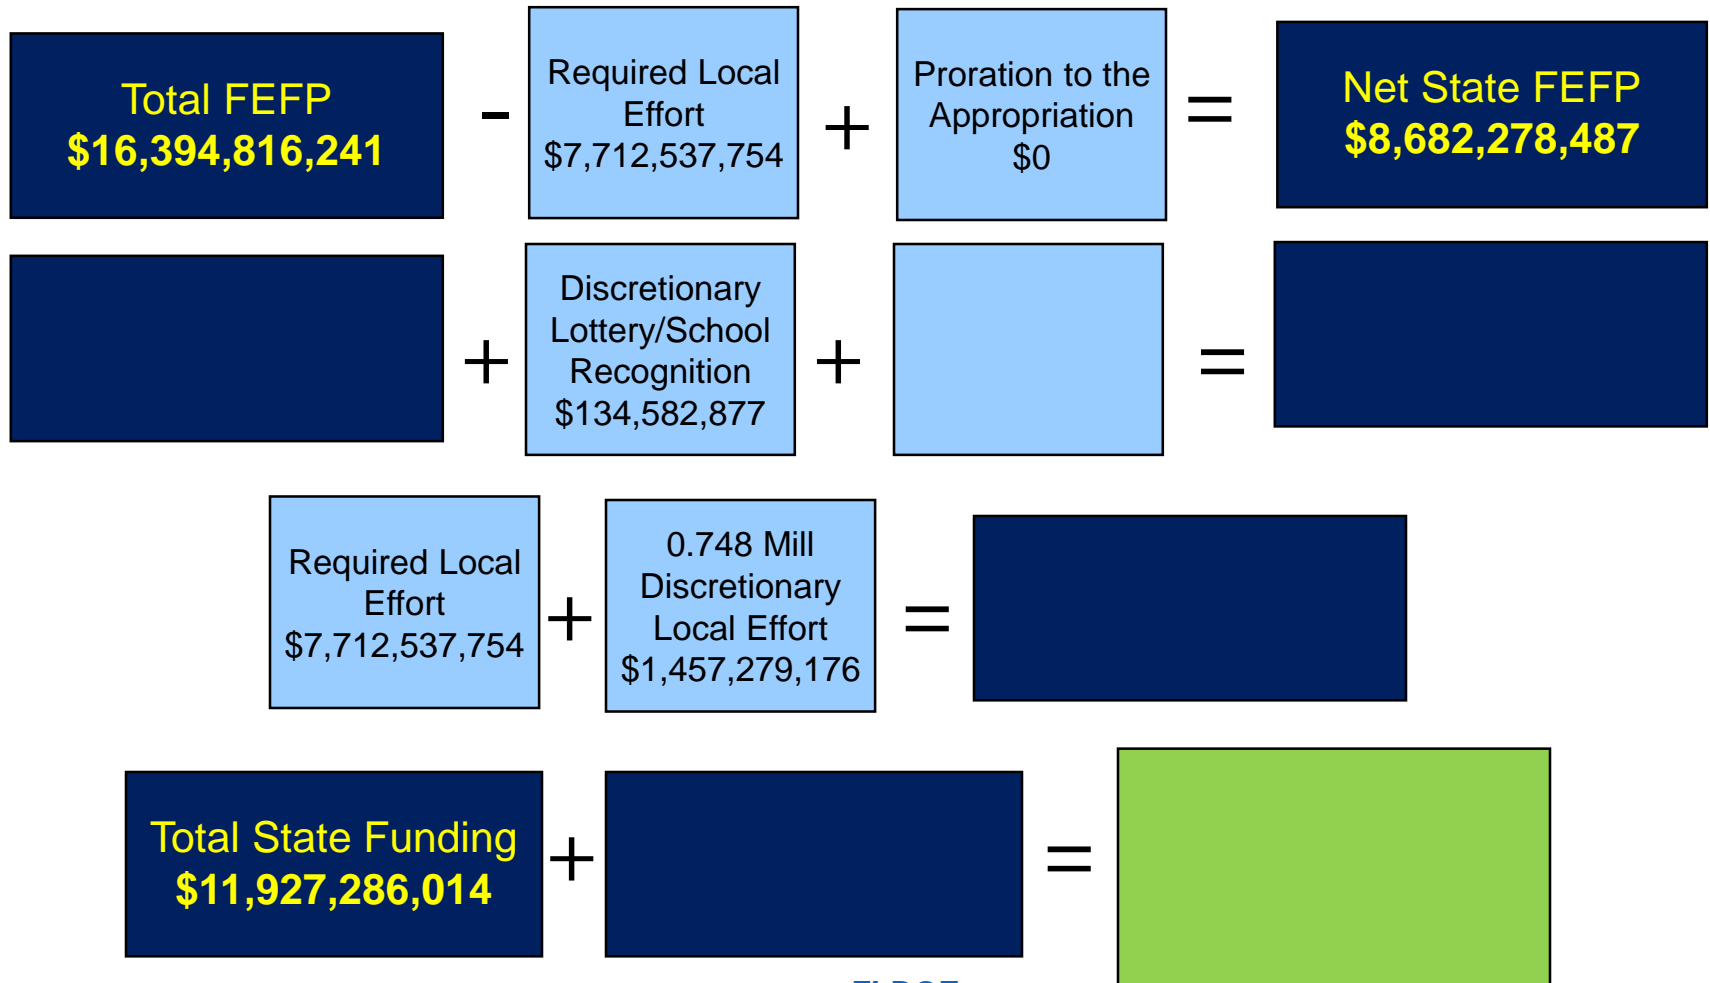 Total FEFP
$16,394,816,241
-
Required Local
Effort
$7,712,537,754
+
Proration to the
Appropriation
$0
=
Net State FEFP
$8,682,278,487
+
Discretionary
Lottery/School
Recognition
$134,582,877
+
=
Required Local
Effort
$7,712,537,754
+
0.748 Mill
Discretionary
Local Effort
$1,457,279,176
=
Total State Funding
$11,927,286,014
+
=